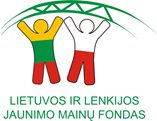 LIETUVOS IR LENKIJOS
JAUNIMO MAINŲ FONDAS